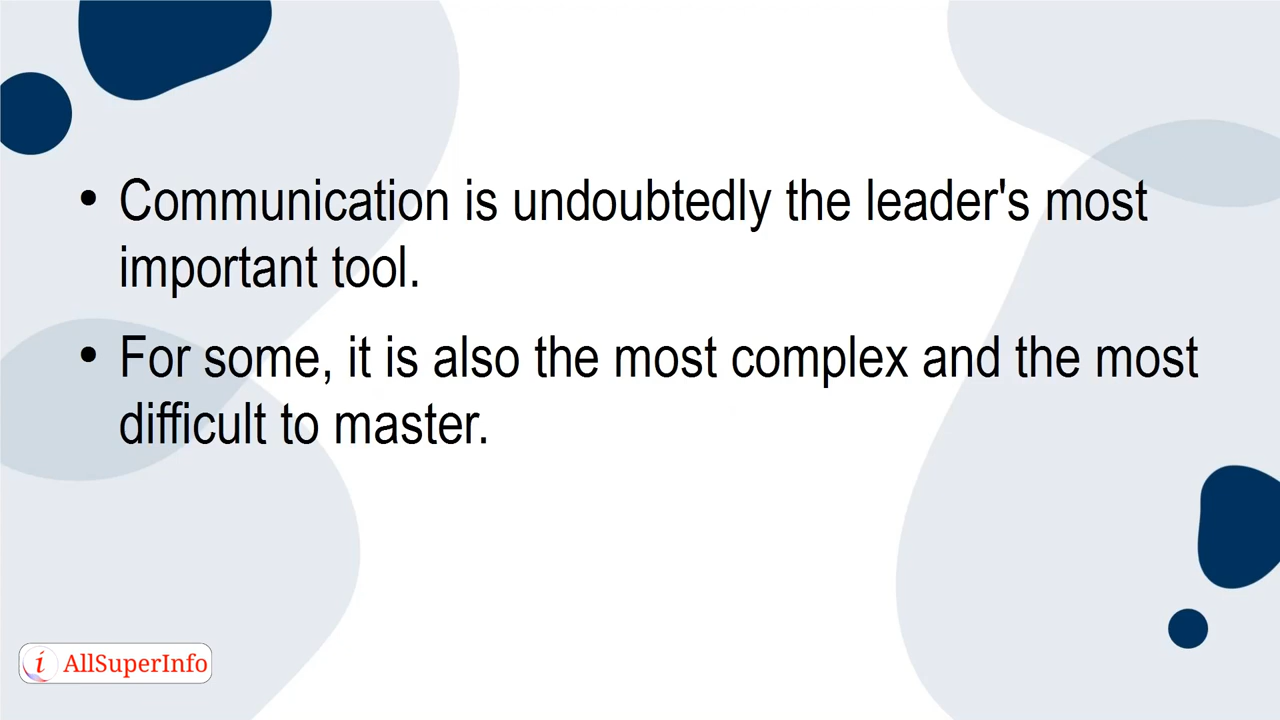 • Communication is undoubtedly the leader's most
important tool.
• For some, it is also the most complex and the most
difficult to master.
i AllSuperInfo